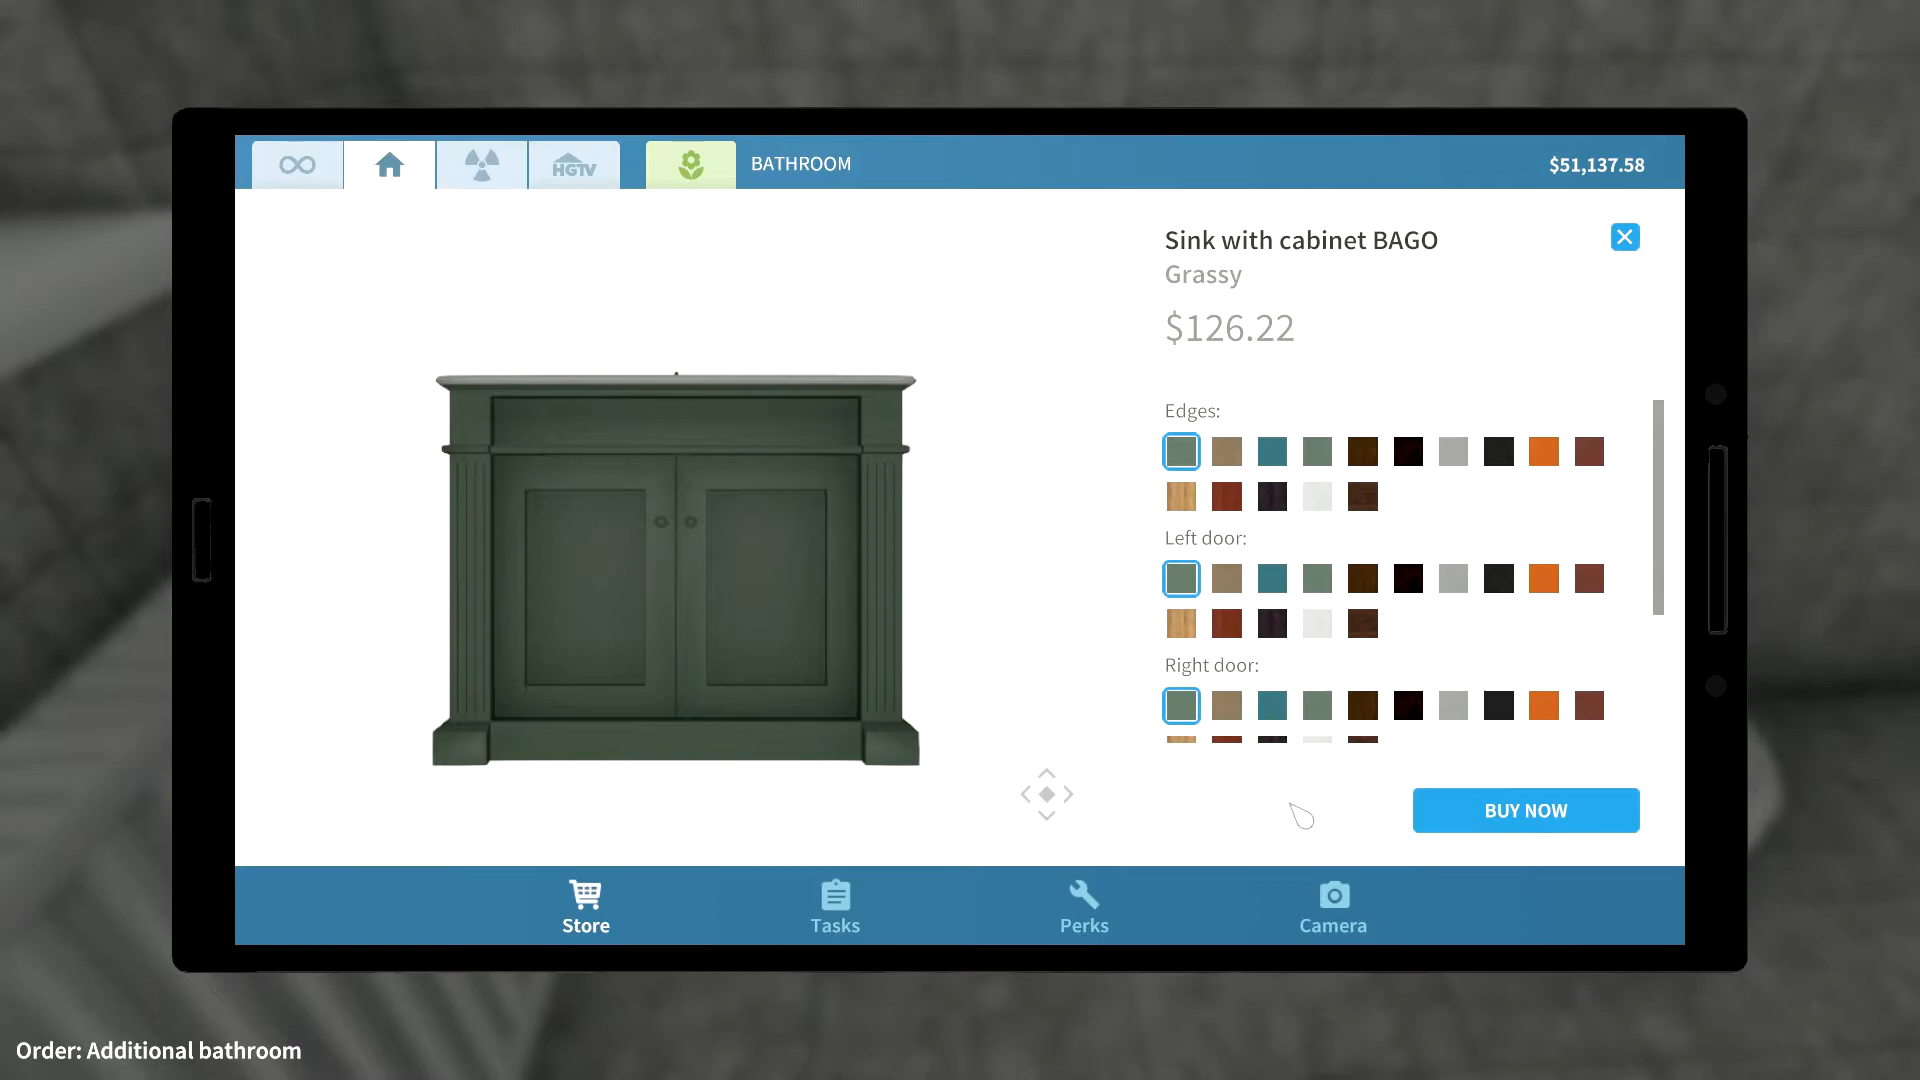 HGTV
BATHROOM
$51,137.58
Sink with cabinet BAGO
Grassy
$126.22
Edges:
Left door:
Right door:
BUY NOW
Store
Tasks
Perks
Camera
Order: Additional bathroom